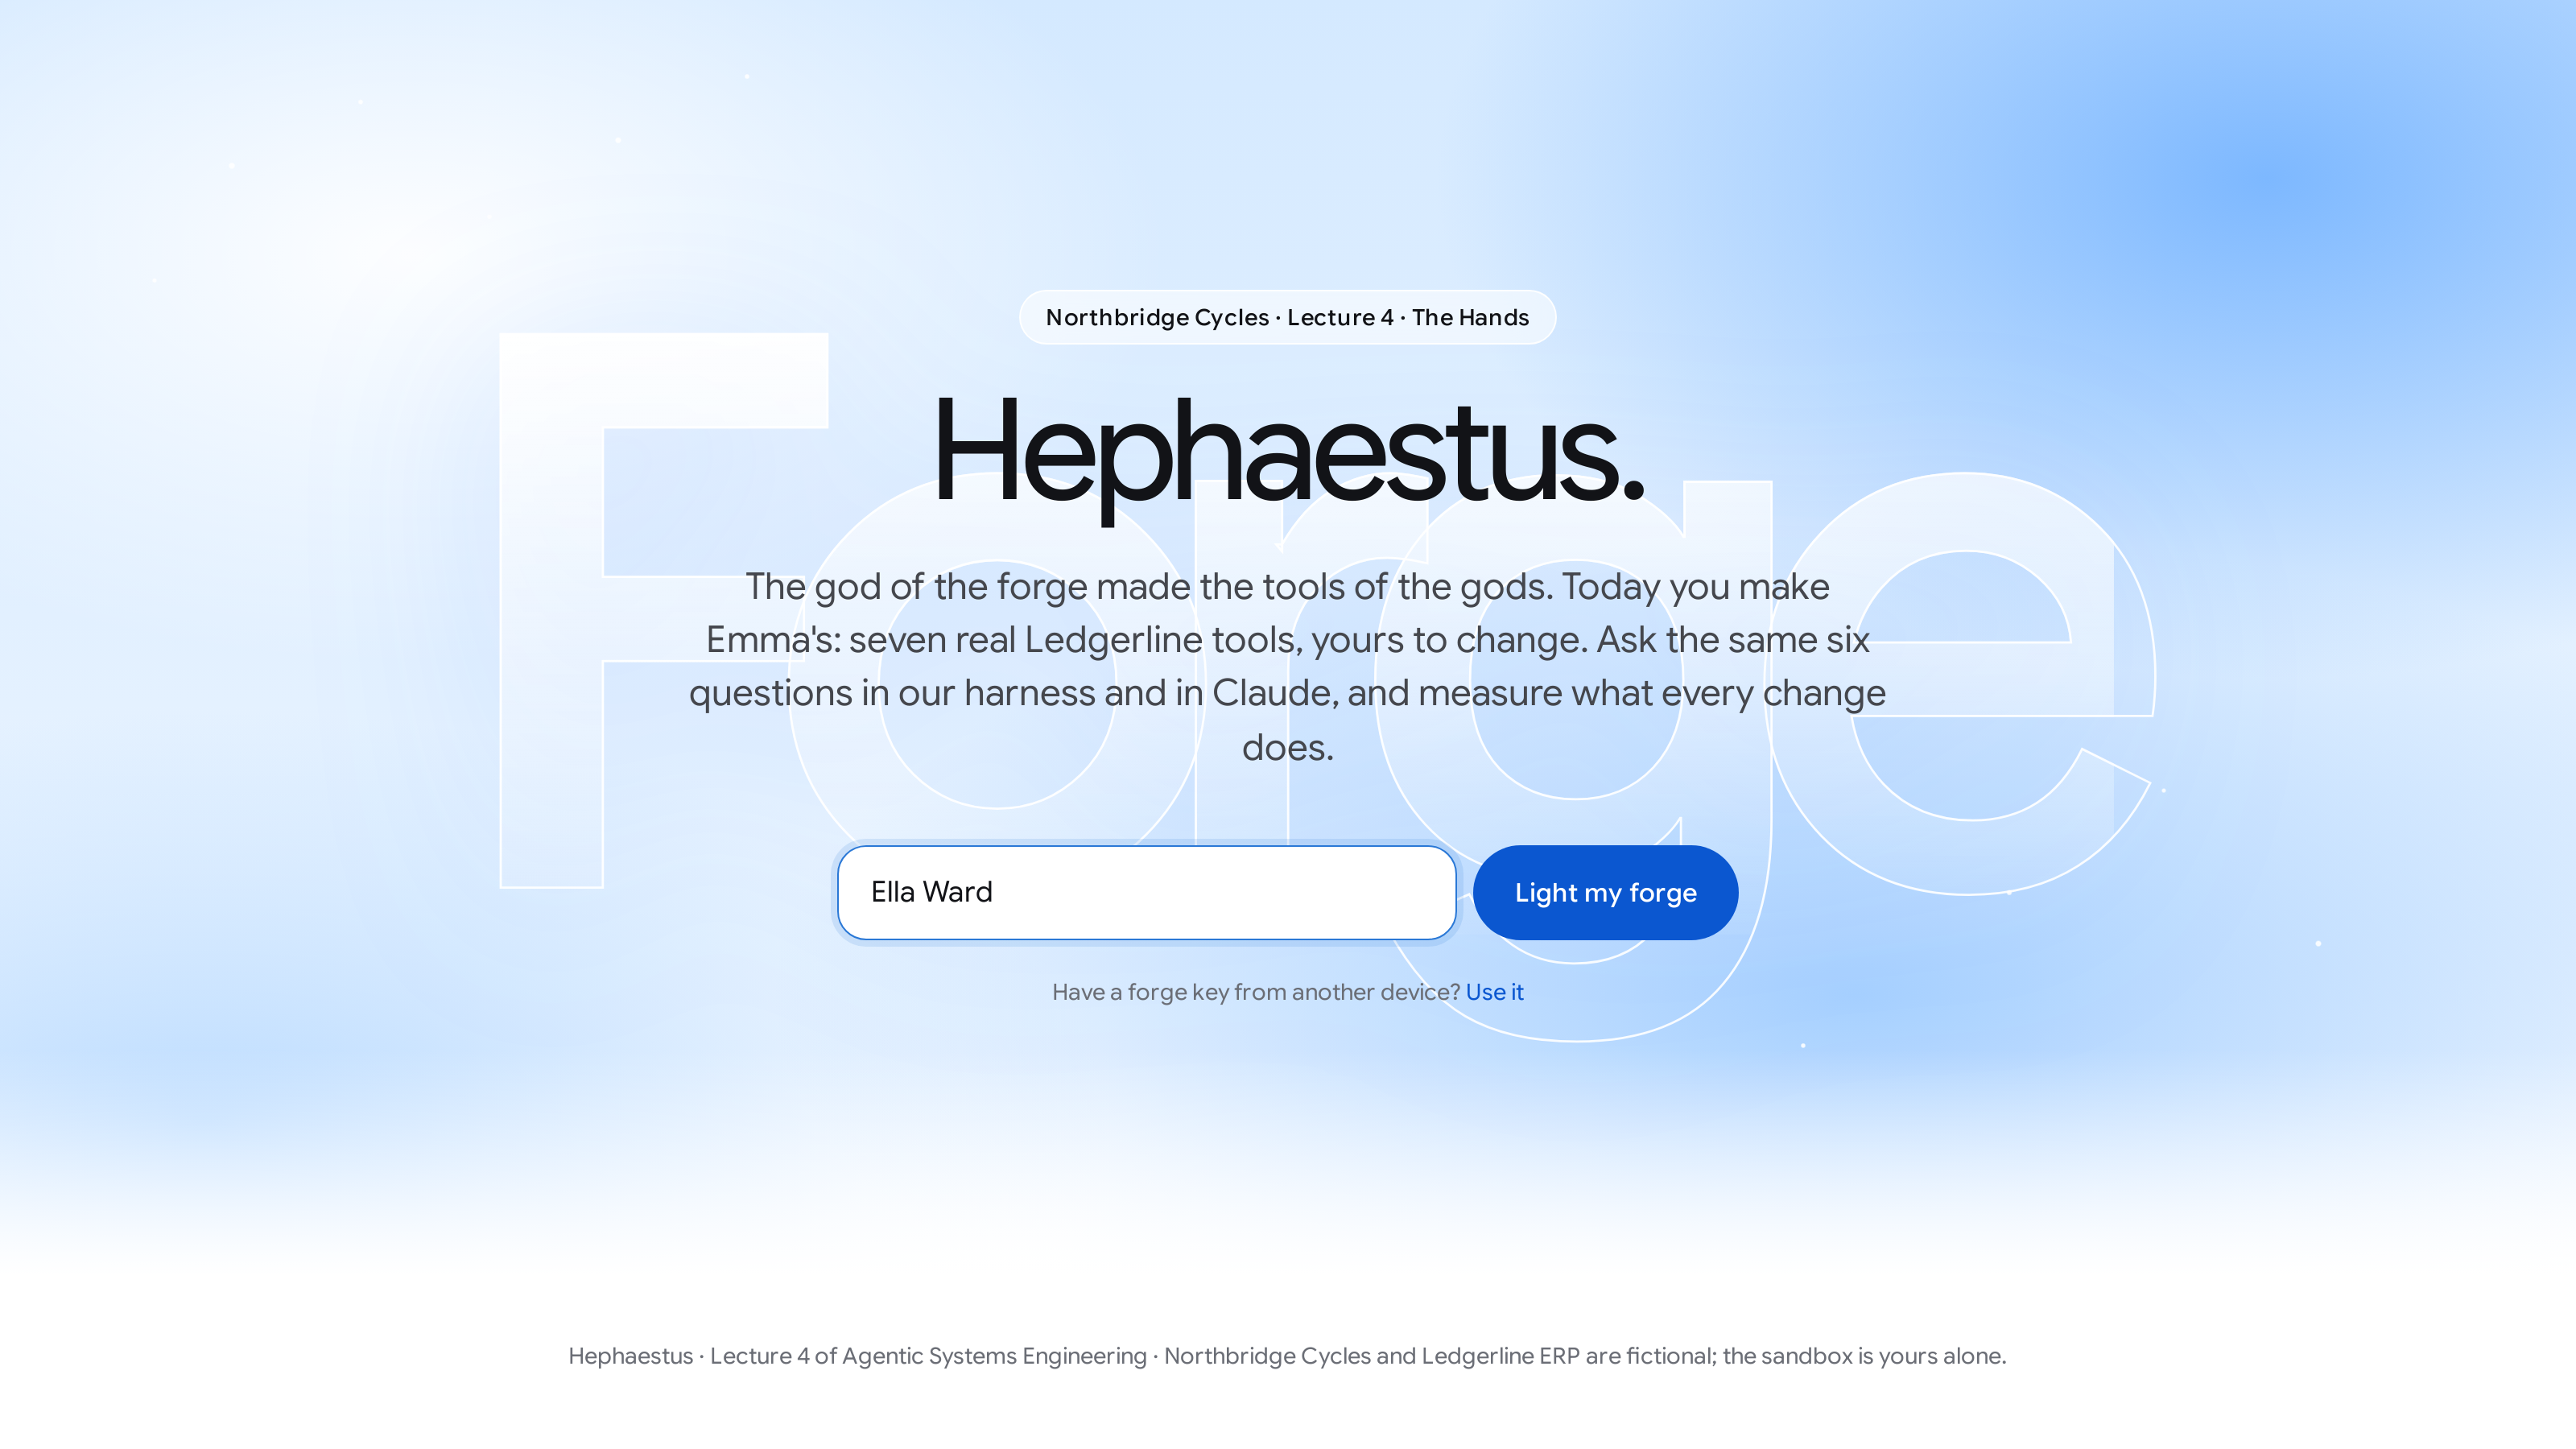 Northbridge Cycles · Lecture 4 · The Hands
Forge
Hephaestus.
The god of the forge made the tools of the gods. Today you make
Emma's: seven real Ledgerline tools, yours to change. Ask the same six
questions in our harness and in Claude, and measure what every change
does.
Ella Ward
Light my forge
Have a forge key from another device? Use it
Hephaestus · Lecture 4 of Agentic Systems Engineering · Northbridge Cycles and Ledgerline ERP are fictional; the sandbox is yours alone.